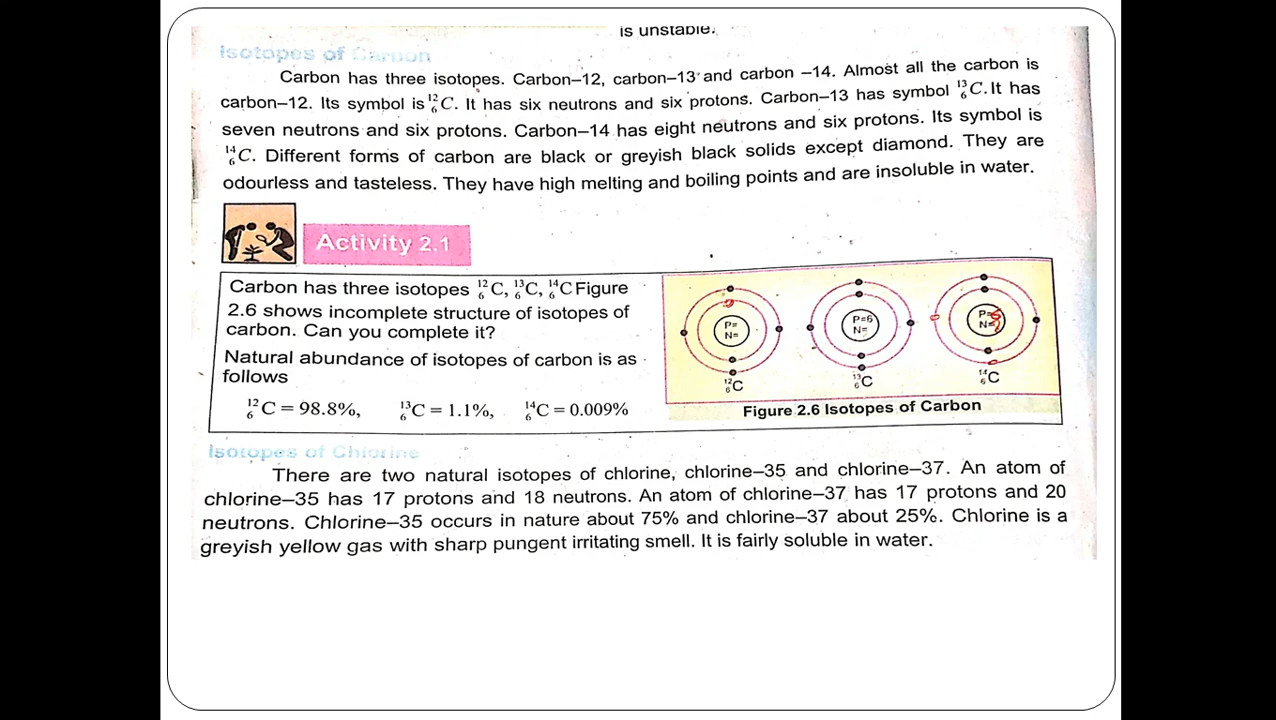 is unstable.
Isotopes of Carbon
Carbon has three isotopes. Carbon–12, carbon–13 and carbon –14. Almost all the carbon is
carbon–12. Its symbol is ¹²₆C. It has six neutrons and six protons. Carbon–13 has symbol ¹³₆C. It has
seven neutrons and six protons. Carbon–14 has eight neutrons and six protons. Its symbol is
¹⁴₆C. Different forms of carbon are black or greyish black solids except diamond. They are
odourless and tasteless. They have high melting and boiling points and are insoluble in water.
Activity 2.1
Carbon has three isotopes ¹²₆C, ¹³₆C, ¹⁴₆C Figure
2.6 shows incomplete structure of isotopes of
carbon. Can you complete it?
Natural abundance of isotopes of carbon is as
follows
¹²₆C = 98.8%, ¹³₆C = 1.1%, ¹⁴₆C = 0.009%
P= P=6 P=
N= N= N=
¹²₆C ¹³₆C ¹⁴₆C
Figure 2.6 Isotopes of Carbon
Isotopes of Chlorine
There are two natural isotopes of chlorine, chlorine–35 and chlorine–37. An atom of
chlorine–35 has 17 protons and 18 neutrons. An atom of chlorine–37 has 17 protons and 20
neutrons. Chlorine–35 occurs in nature about 75% and chlorine–37 about 25%. Chlorine is a
greyish yellow gas with sharp pungent irritating smell. It is fairly soluble in water.